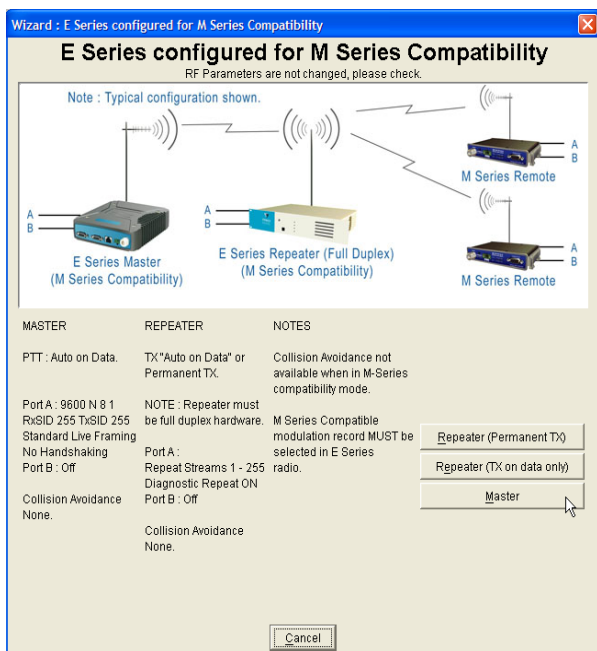 Wizard : E Series configured for M Series Compatibility
E Series configured for M Series Compatibility
RF Parameters are not changed, please check.
Note : Typical configuration shown.
A
B
M Series Remote
A
B
E Series Master
(M Series Compatibility)
A
B
E Series Repeater (Full Duplex)
(M Series Compatibility)
A
B
M Series Remote
MASTER
PTT : Auto on Data.
Port A : 9600 N 8 1
RxSID 255 TxSID 255
Standard Live Framing
No Handshaking
Port B : Off
Collision Avoidance
None.
REPEATER
TX "Auto on Data" or
Permanent TX.
NOTE : Repeater must
be full duplex hardware.
Port A :
Repeat Streams 1 - 255
Diagnostic Repeat ON
Port B : Off
Collision Avoidance
None.
NOTES
Collision Avoidance not
available when in M-Series
compatibility mode.
M Series Compatible
modulation record MUST be
selected in E Series
radio.
Repeater (Permanent TX)
Repeater (TX on data only)
Master
Cancel